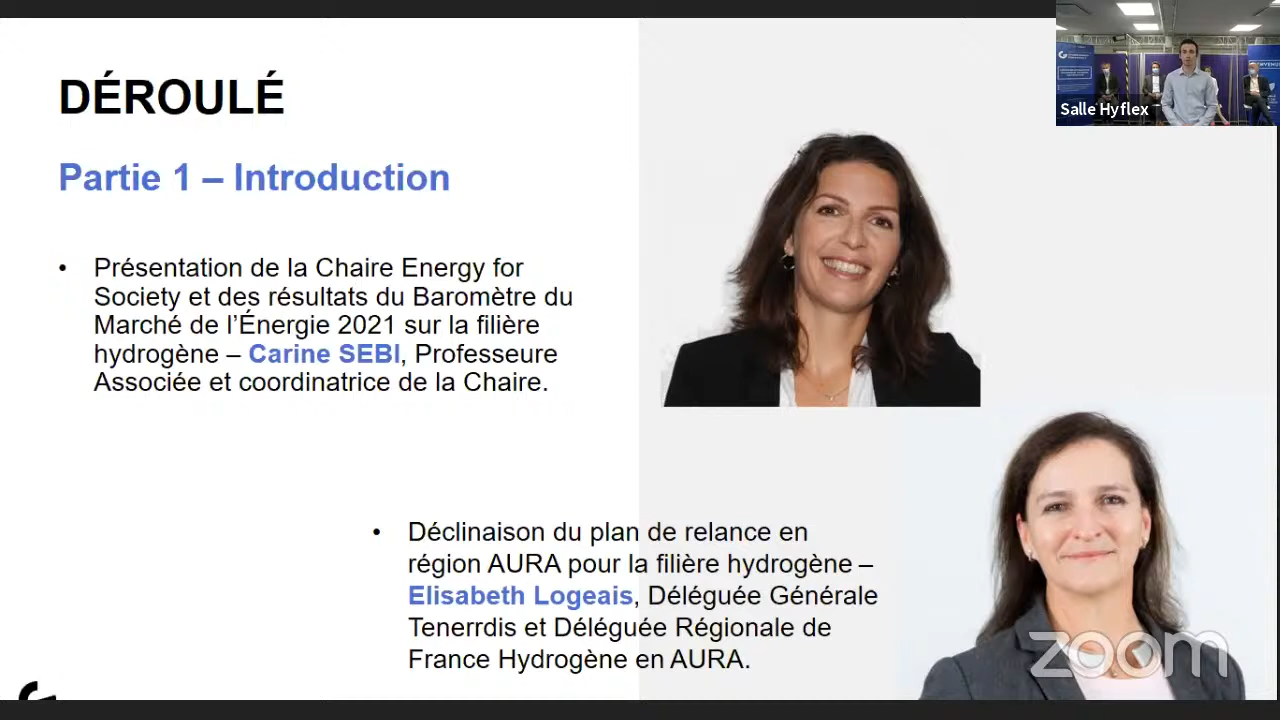 DÉROULÉ
Partie 1 – Introduction
• Présentation de la Chaire Energy for
Society et des résultats du Baromètre du
Marché de l’Énergie 2021 sur la filière
hydrogène – Carine SEBI, Professeure
Associée et coordinatrice de la Chaire.
• Déclinaison du plan de relance en
région AURA pour la filière hydrogène –
Elisabeth Logeais, Déléguée Générale
Tenerrdis et Déléguée Régionale de
France Hydrogène en AURA.
Salle Hyflex
zoom